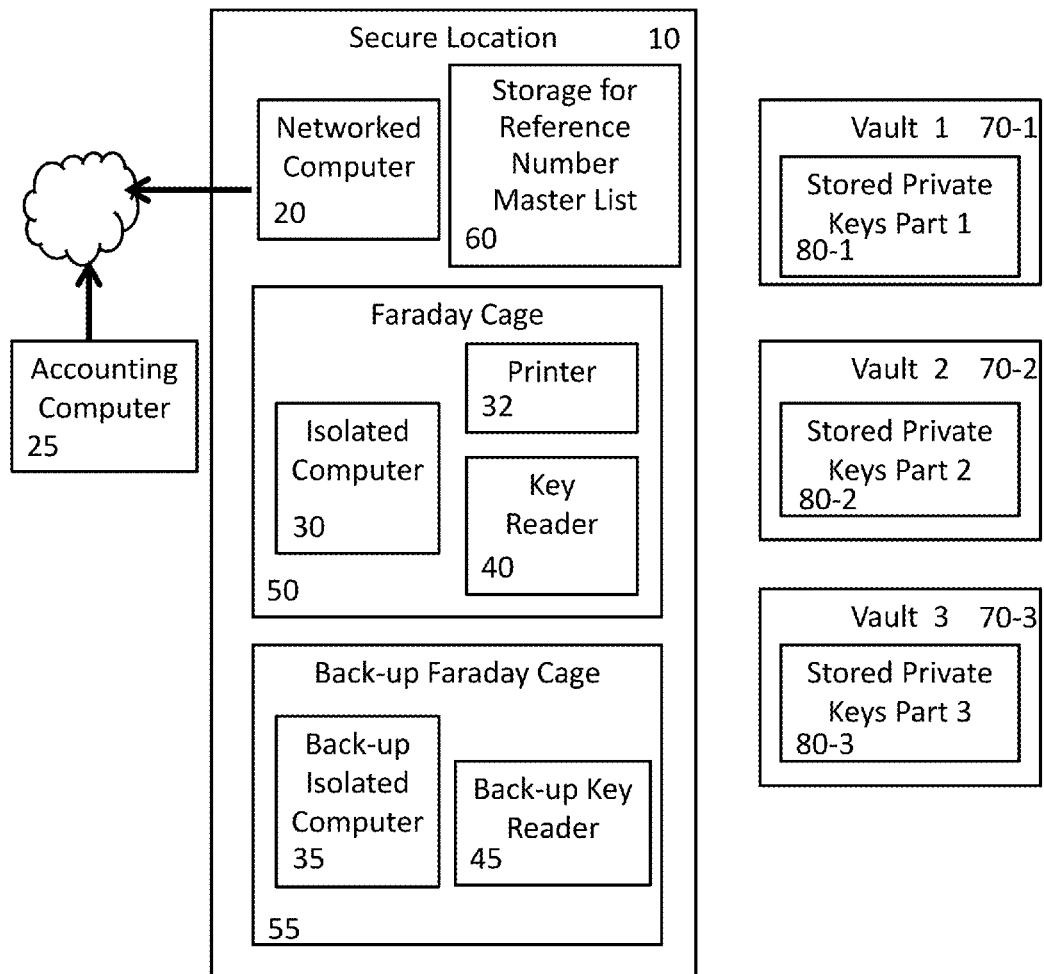 Secure Location 10
Networked
Computer
20
Storage for
Reference
Number
Master List
60
Accounting
Computer
25
Faraday Cage
Printer
32
Isolated
Computer
30
Key
Reader
40
50
Back-up Faraday Cage
Back-up
Isolated
Computer
35
Back-up Key
Reader
45
55
Vault 1 70-1
Stored Private
Keys Part 1
80-1
Vault 2 70-2
Stored Private
Keys Part 2
80-2
Vault 3 70-3
Stored Private
Keys Part 3
80-3